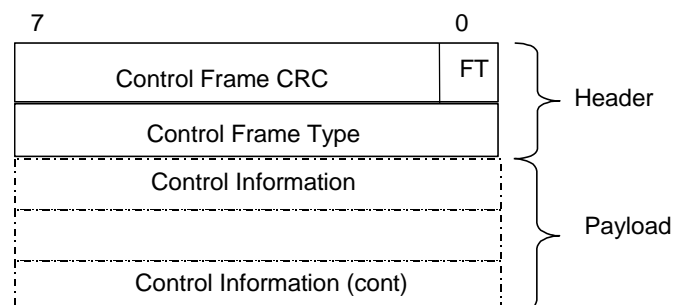 7 0
Control Frame CRC FT
Header
Control Frame Type
Control Information
Payload
Control Information (cont)